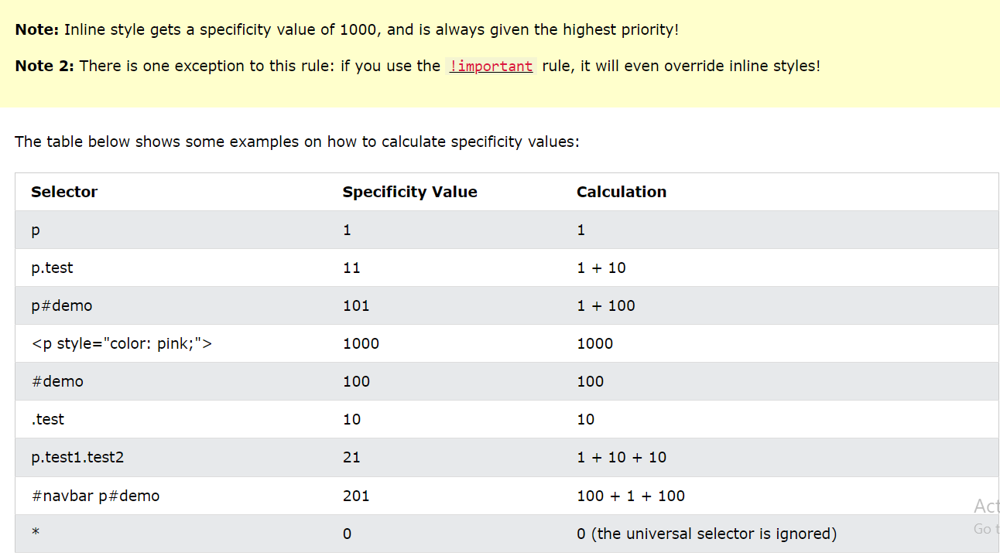 Note: Inline style gets a specificity value of 1000, and is always given the highest priority!
Note 2: There is one exception to this rule: if you use the !important rule, it will even override inline styles!
The table below shows some examples on how to calculate specificity values:
Selector Specificity Value Calculation
p 1 1
p.test 11 1 + 10
p#demo 101 1 + 100
<p style="color: pink;"> 1000 1000
#demo 100 100
.test 10 10
p.test1.test2 21 1 + 10 + 10
#navbar p#demo 201 100 + 1 + 100
* 0 0 (the universal selector is ignored)
Go